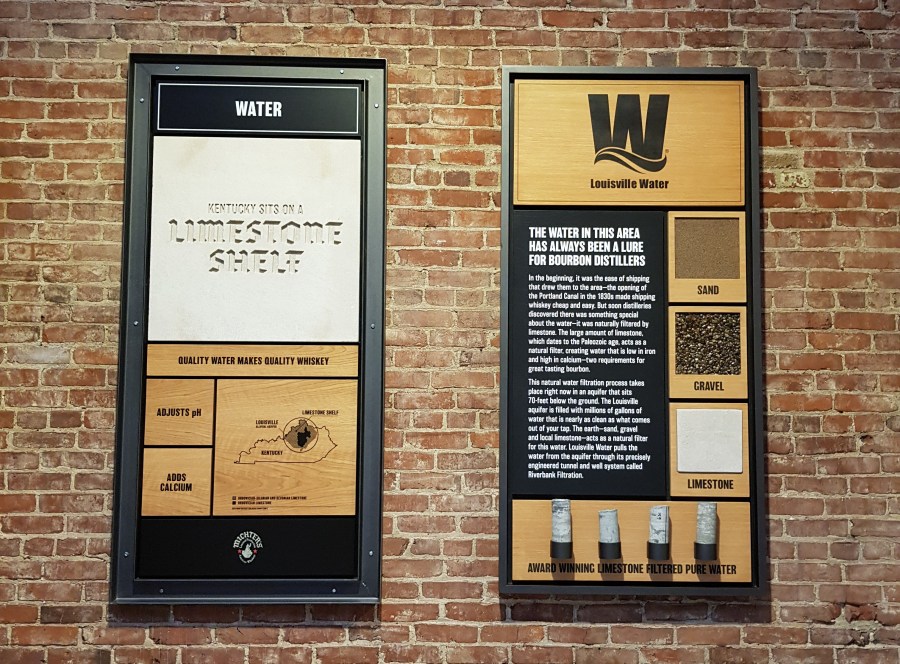 WATER
KENTUCKY SITS ON A
LIMESTONE
SHELF
QUALITY WATER MAKES QUALITY WHISKEY
ADJUSTS pH
ADDS
CALCIUM
LIMESTONE SHELF
LOUISVILLE
KENTUCKY
MICHTER'S
W
Louisville Water
THE WATER IN THIS AREA
HAS ALWAYS BEEN A LURE
FOR BOURBON DISTILLERS
In the beginning, it was the ease of shipping
that drew them to the area—the opening of
the Portland Canal in the 1830s made shipping
whiskey cheap and easy. But soon distilleries
discovered there was something special
about the water—it was naturally filtered by
limestone. The large amount of limestone,
which dates to the Paleozoic age, acts as a
natural filter, creating water that is low in iron
and high in calcium—two requirements for
great tasting bourbon.
This natural water filtration process takes
place right now in an aquifer that sits
70-feet below the ground. The Louisville
aquifer is filled with millions of gallons of
water that is nearly as clean as what comes
out of your tap. The earth—sand, gravel
and local limestone—acts as a natural filter
for this water. Louisville Water pulls the
water from the aquifer through its precisely
engineered tunnel and well system called
Riverbank Filtration.
SAND
GRAVEL
LIMESTONE
AWARD WINNING LIMESTONE FILTERED PURE WATER